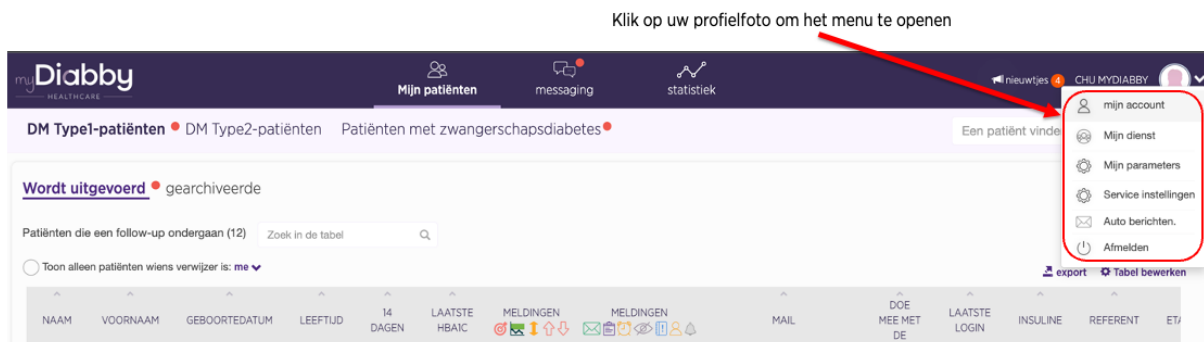 Klik op uw profielfoto om het menu te openen
myDiabby
HEALTHCARE
Mijn patiënten
messaging
statistiek
nieuwtjes 4
CHU MYDIABBY
DM Type1-patiënten DM Type2-patiënten Patiënten met zwangerschapsdiabetes
Een patiënt vinde
mijn account
Mijn dienst
Mijn parameters
Service instellingen
Auto berichten.
Afmelden
Wordt uitgevoerd gearchiveerde
Patiënten die een follow-up ondergaan (12) Zoek in de tabel
Toon alleen patiënten wiens verwijzer is: me
export Tabel bewerken
NAAM VOORNAAM GEBOORTEDATUM LEEFTIJD
14
DAGEN
LAATSTE
HBA1C
MELDINGEN
MELDINGEN
MAIL
DOE
MEE MET
DE
LAATSTE
LOGIN
INSULINE REFERENT ETA